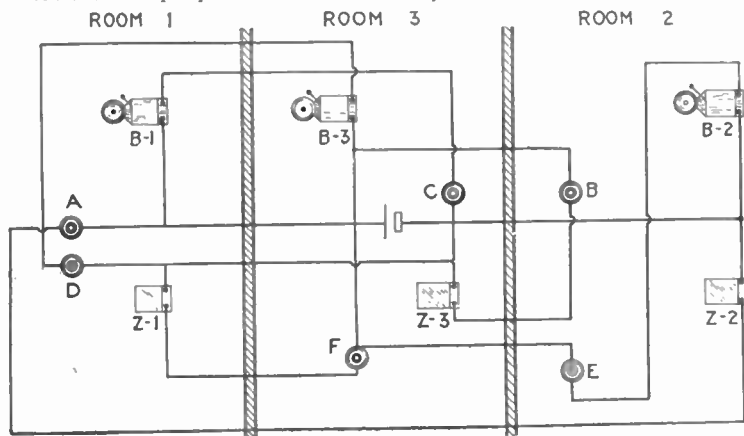 ROOM 1 ROOM 3 ROOM 2
B-1 B-3 B-2
A C B
D
Z-1 Z-3 Z-2
F E